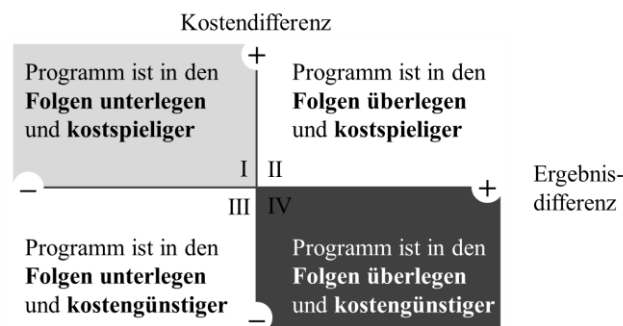 Kostendifferenz
+
Programm ist in den
Folgen unterlegen
und kostspieliger
I
Programm ist in den
Folgen überlegen
und kostspieliger
II
−
+
Ergebnis-
differenz
III
Programm ist in den
Folgen unterlegen
und kostengünstiger
IV
Programm ist in den
Folgen überlegen
und kostengünstiger
−